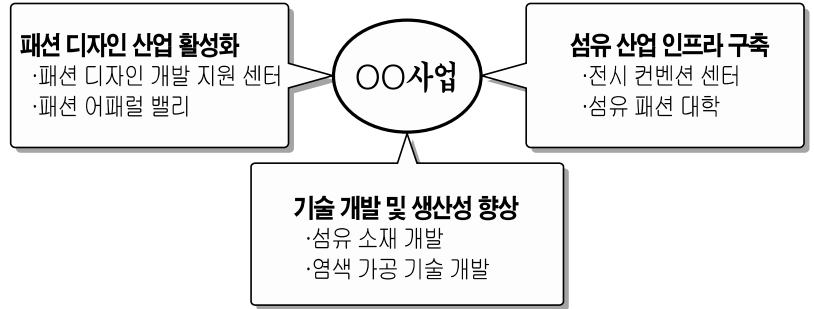 패션 디자인 산업 활성화
·패션 디자인 개발 지원 센터
·패션 어패럴 밸리
○○사업
섬유 산업 인프라 구축
·전시 컨벤션 센터
·섬유 패션 대학
기술 개발 및 생산성 향상
·섬유 소재 개발
·염색 가공 기술 개발